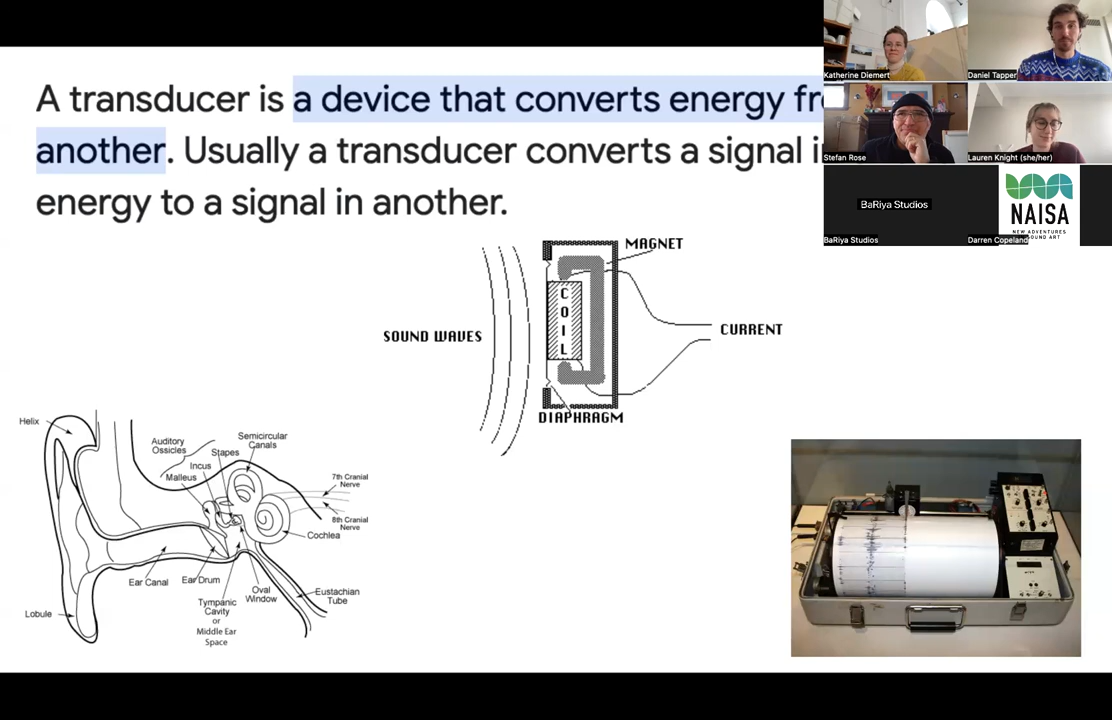 A transducer is a device that converts energy
another. Usually a transducer converts a signal
energy to a signal in another.
Katherine Diemert
Daniel Tapper
Stefan Rose
Lauren Knight (she/her)
BaRiya Studios
BaRiya Studios
NAISA
NEW ADVENTURES
SOUND ART
Darren Copeland
MAGNET
COIL
SOUND WAVES
CURRENT
DIAPHRAGM
Helix
Auditory
Ossicles
Semicircular
Canals
Stapes
Incus
Malleus
7th Cranial
Nerve
8th Cranial
Nerve
Cochlea
Ear Canal
Ear Drum
Oval
Window
Eustachian
Tube
Tympanic
Cavity
or
Middle Ear
Space
Lobule